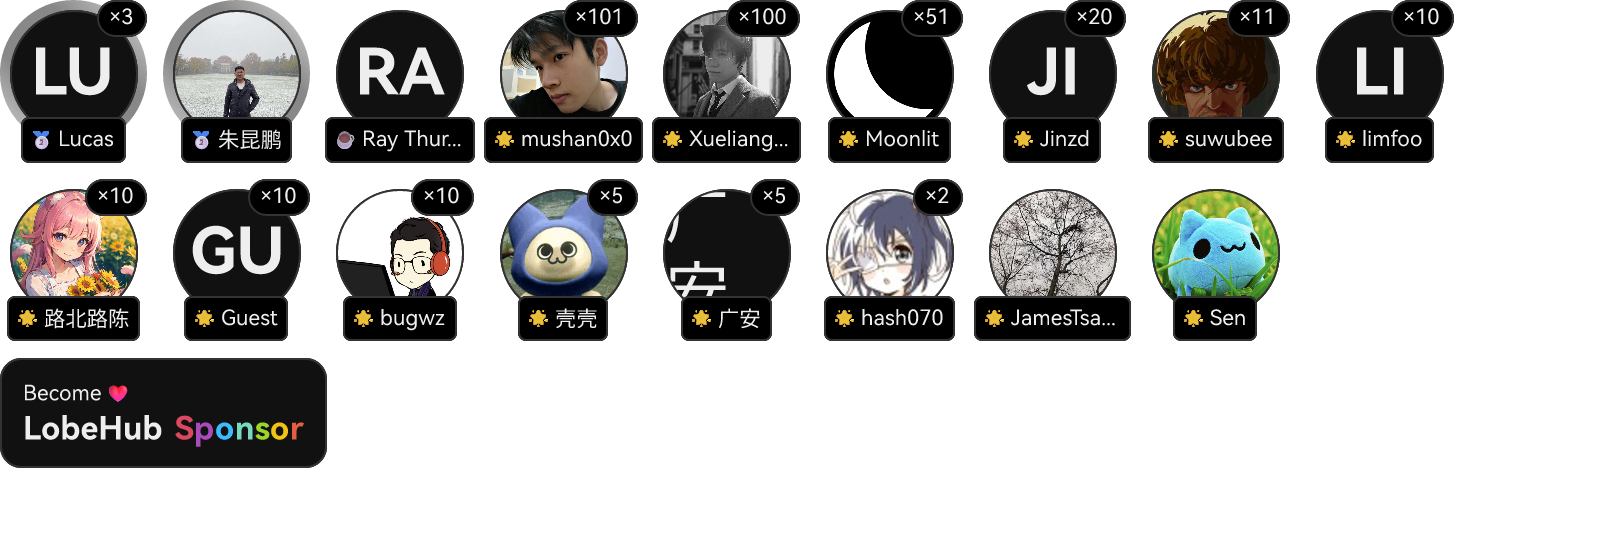 ×3 ×101 ×100 ×51 ×20 ×11 ×10
LU RA JI LI
Lucas 朱昆鹏 Ray Thur... mushan0x0 Xueliang... Moonlit Jinzd suwubee limfoo
×10 ×10 ×10 ×5 ×5 ×2
GU 广安
路北路陈 Guest bugwz 壳壳 广安 hash070 JamesTsa... Sen
Become
LobeHub Sponsor